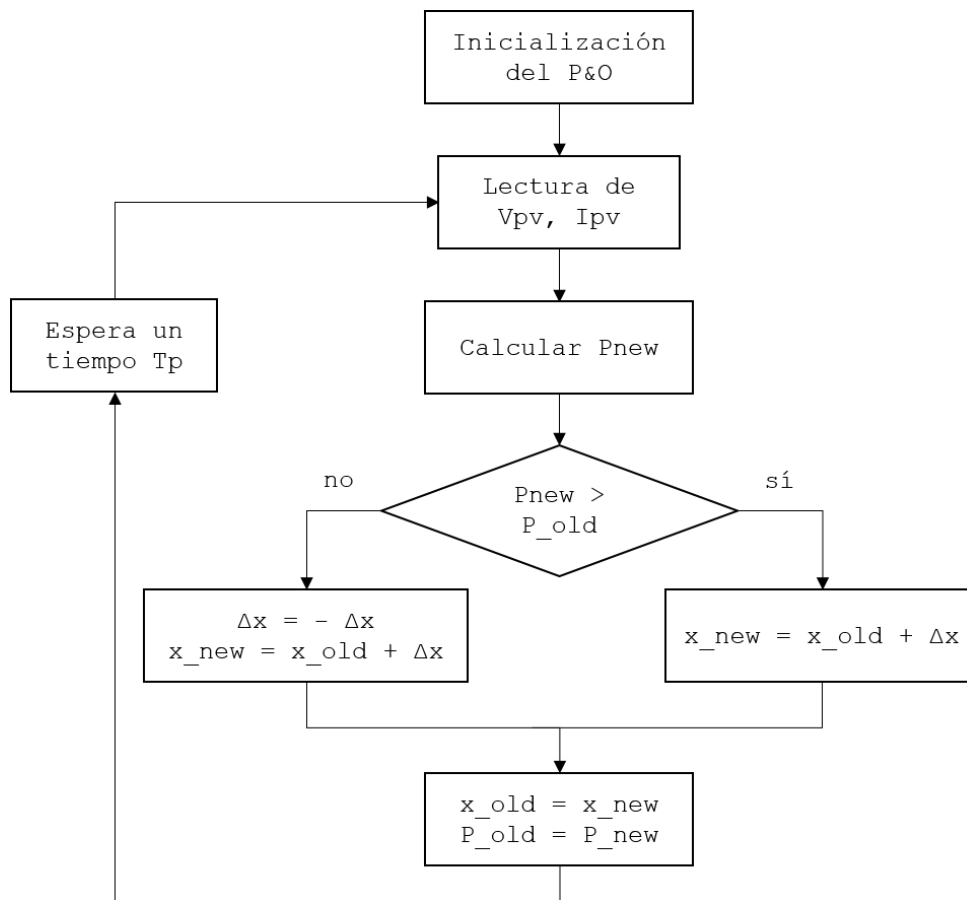 Inicialización
del P&O
Lectura de
Vpv, Ipv
Espera un
tiempo Tp
Calcular Pnew
no
Pnew >
P_old
sí
Δx = - Δx
x_new = x_old + Δx
x_new = x_old + Δx
x_old = x_new
P_old = P_new